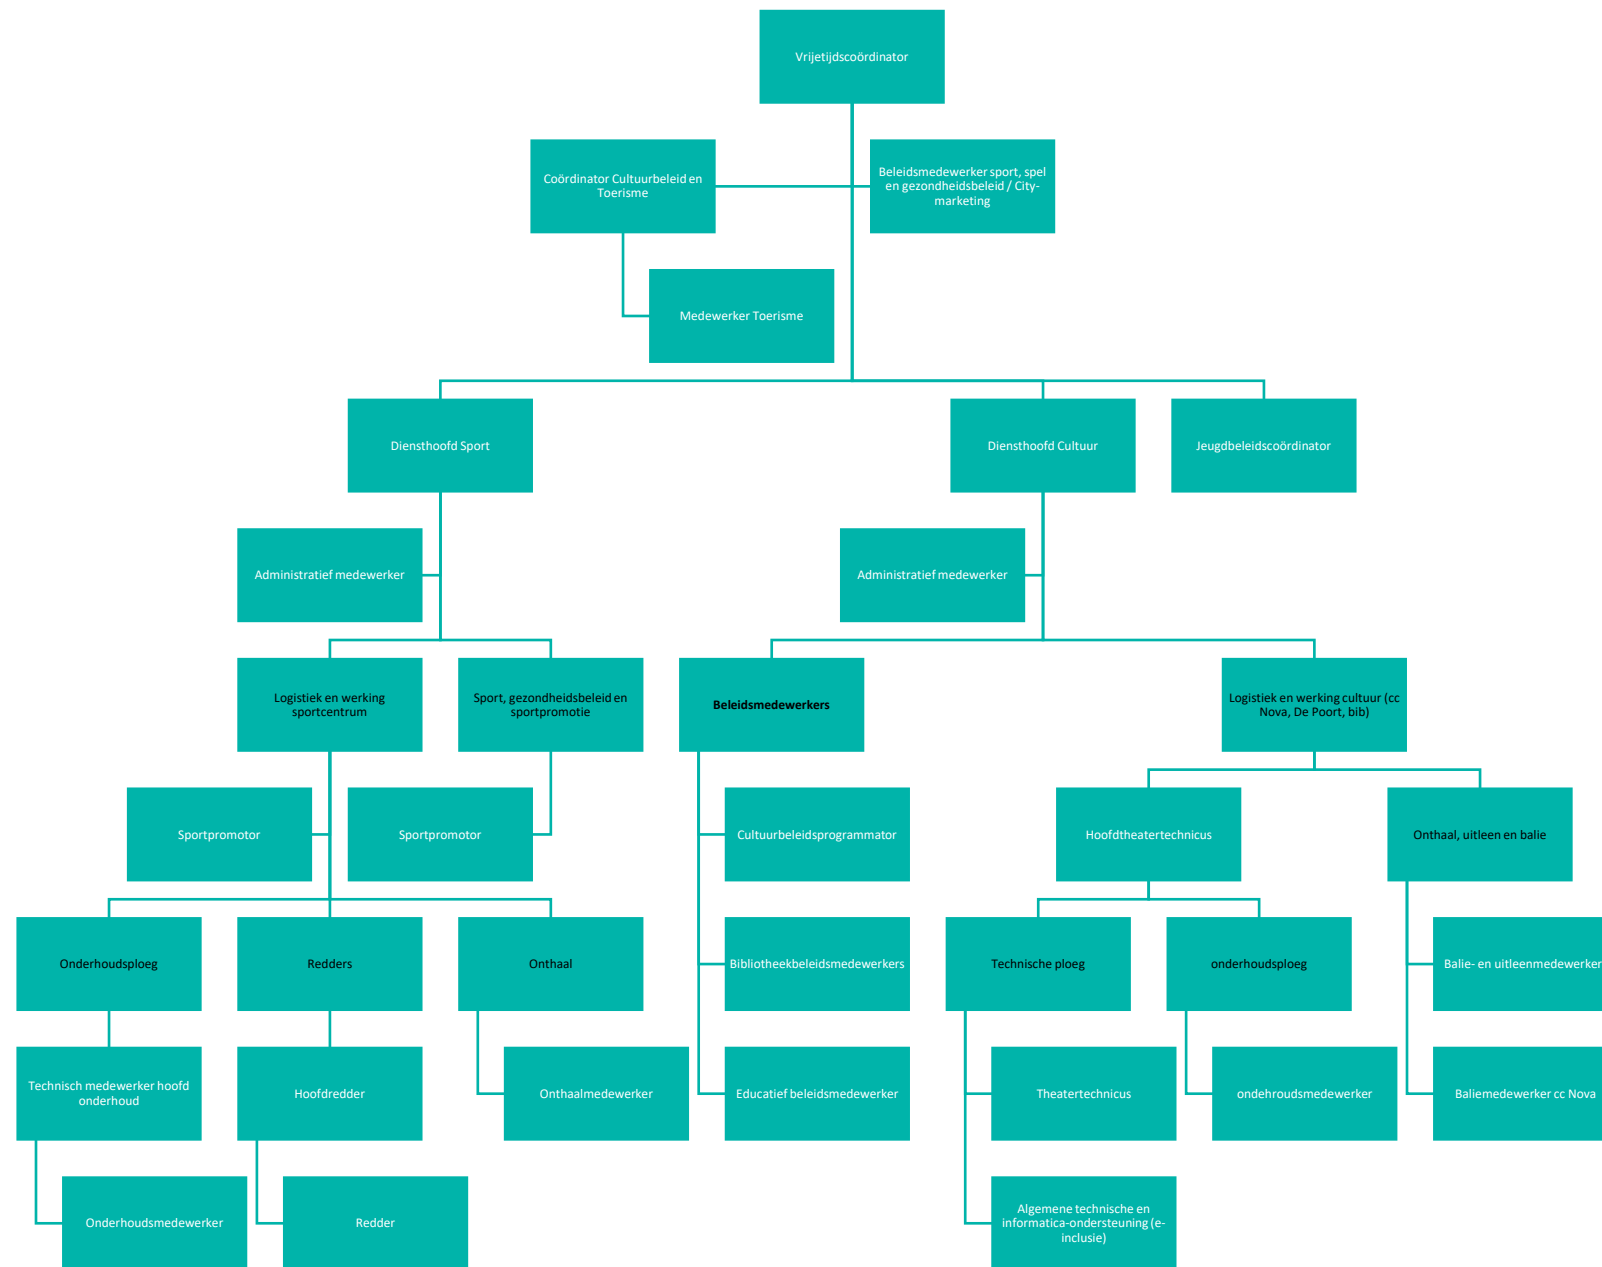 Vrijetijdscoördinator
Coördinator Cultuurbeleid en
Toerisme
Beleidsmedewerker sport, spel
en gezondheidsbeleid / City-
marketing
Medewerker Toerisme
Diensthoofd Sport
Diensthoofd Cultuur
Jeugdbeleidscoördinator
Administratief medewerker
Administratief medewerker
Logistiek en werking
sportcentrum
Sport, gezondheidsbeleid en
sportpromotie
Beleidsmedewerkers
Logistiek en werking cultuur (cc
Nova, De Poort, bib)
Sportpromotor
Sportpromotor
Cultuurbeleidsprogrammator
Hoofdtheatertechnicus
Onthaal, uitleen en balie
Onderhoudsploeg
Redders
Onthaal
Bibliotheekbeleidsmedewerkers
Technische ploeg
onderhoudsploeg
Balie- en uitleenmedewerker
Technisch medewerker hoofd
onderhoud
Hoofdredder
Onthaalmedewerker
Educatief beleidsmedewerker
Theatertechnicus
ondehroudsmedewerker
Baliemedewerker cc Nova
Onderhoudsmedewerker
Redder
Algemene technische en
informatica-ondersteuning (e-
inclusie)